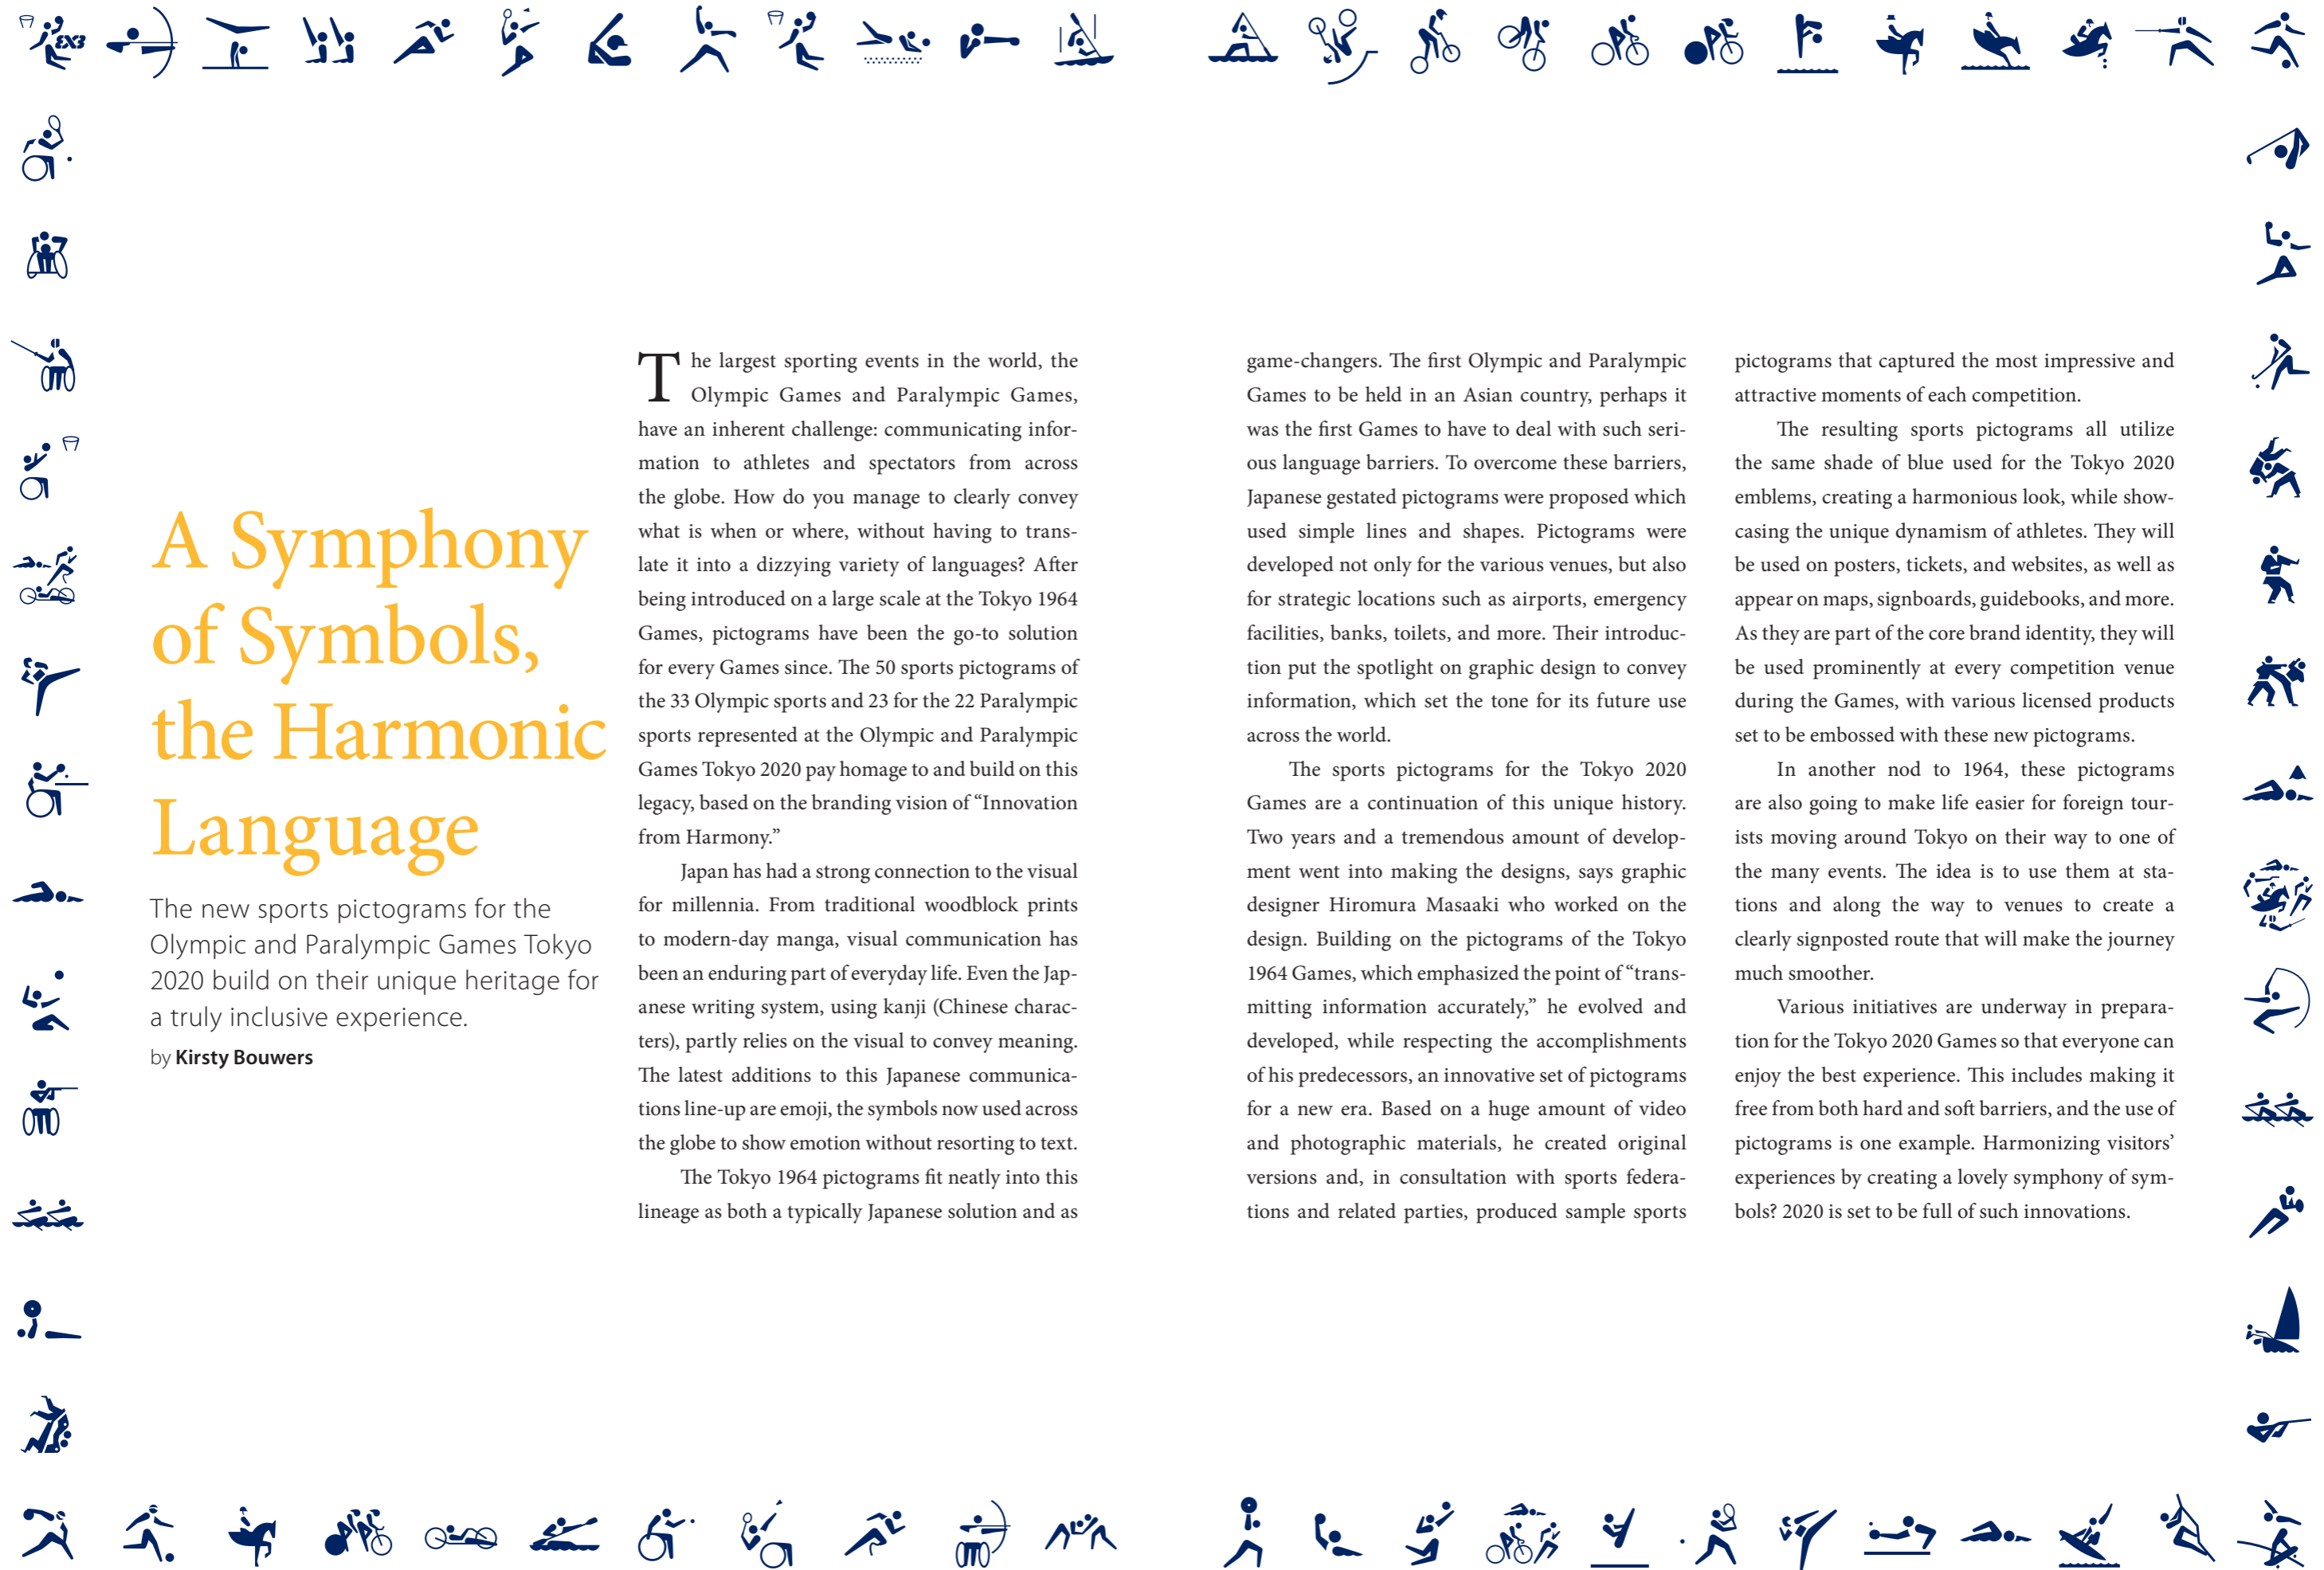 3X3
A Symphony
of Symbols,
the Harmonic
Language
The new sports pictograms for the
Olympic and Paralympic Games Tokyo
2020 build on their unique heritage for
a truly inclusive experience.
by Kirsty Bouwers
The largest sporting events in the world, the
Olympic Games and Paralympic Games,
have an inherent challenge: communicating infor-
mation to athletes and spectators from across
the globe. How do you manage to clearly convey
what is when or where, without having to trans-
late it into a dizzying variety of languages? After
being introduced on a large scale at the Tokyo 1964
Games, pictograms have been the go-to solution
for every Games since. The 50 sports pictograms of
the 33 Olympic sports and 23 for the 22 Paralympic
sports represented at the Olympic and Paralympic
Games Tokyo 2020 pay homage to and build on this
legacy, based on the branding vision of “Innovation
from Harmony.”
Japan has had a strong connection to the visual
for millennia. From traditional woodblock prints
to modern-day manga, visual communication has
been an enduring part of everyday life. Even the Jap-
anese writing system, using kanji (Chinese charac-
ters), partly relies on the visual to convey meaning.
The latest additions to this Japanese communica-
tions line-up are emoji, the symbols now used across
the globe to show emotion without resorting to text.
The Tokyo 1964 pictograms fit neatly into this
lineage as both a typically Japanese solution and as
game-changers. The first Olympic and Paralympic
Games to be held in an Asian country, perhaps it
was the first Games to have to deal with such seri-
ous language barriers. To overcome these barriers,
Japanese gestated pictograms were proposed which
used simple lines and shapes. Pictograms were
developed not only for the various venues, but also
for strategic locations such as airports, emergency
facilities, banks, toilets, and more. Their introduc-
tion put the spotlight on graphic design to convey
information, which set the tone for its future use
across the world.
The sports pictograms for the Tokyo 2020
Games are a continuation of this unique history.
Two years and a tremendous amount of develop-
ment went into making the designs, says graphic
designer Hiromura Masaaki who worked on the
design. Building on the pictograms of the Tokyo
1964 Games, which emphasized the point of “trans-
mitting information accurately,” he evolved and
developed, while respecting the accomplishments
of his predecessors, an innovative set of pictograms
for a new era. Based on a huge amount of video
and photographic materials, he created original
versions and, in consultation with sports federa-
tions and related parties, produced sample sports
pictograms that captured the most impressive and
attractive moments of each competition.
The resulting sports pictograms all utilize
the same shade of blue used for the Tokyo 2020
emblems, creating a harmonious look, while show-
casing the unique dynamism of athletes. They will
be used on posters, tickets, and websites, as well as
appear on maps, signboards, guidebooks, and more.
As they are part of the core brand identity, they will
be used prominently at every competition venue
during the Games, with various licensed products
set to be embossed with these new pictograms.
In another nod to 1964, these pictograms
are also going to make life easier for foreign tour-
ists moving around Tokyo on their way to one of
the many events. The idea is to use them at sta-
tions and along the way to venues to create a
clearly signposted route that will make the journey
much smoother.
Various initiatives are underway in prepara-
tion for the Tokyo 2020 Games so that everyone can
enjoy the best experience. This includes making it
free from both hard and soft barriers, and the use of
pictograms is one example. Harmonizing visitors’
experiences by creating a lovely symphony of sym-
bols? 2020 is set to be full of such innovations.